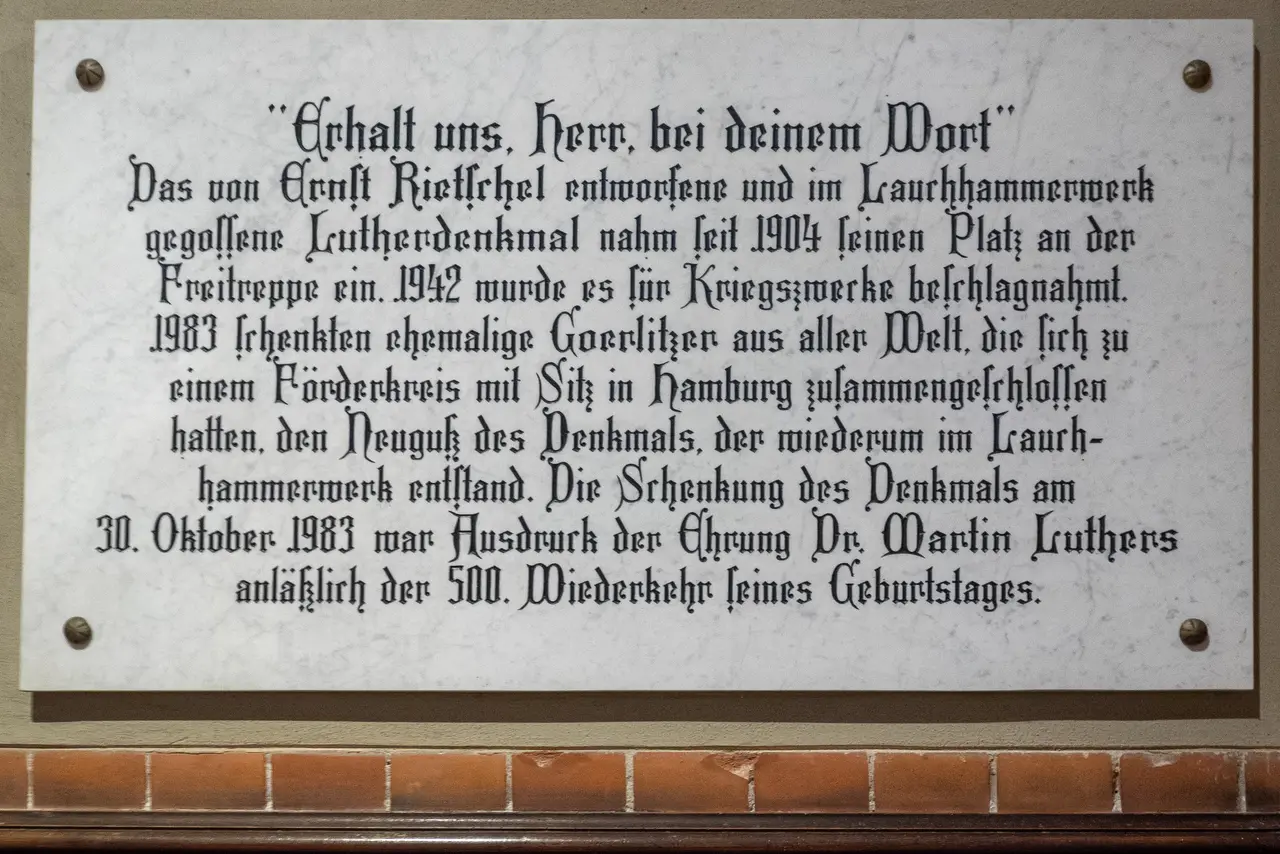 "Erhalt uns, Herr, bei deinem Wort"
Das von Ernſt Rietſchel entworfene und im Lauchhammerwerk
gegoſſene Lutherdenkmal nahm ſeit 1904 ſeinen Platz an der
Freitreppe ein. 1942 wurde es für Kriegszwecke beſchlagnahmt.
1983 ſchenkten ehemalige Goerlitzer aus aller Welt, die ſich zu
einem Förderkreis mit Sitz in Hamburg zuſammengeſchloſſen
hatten, den Neuguß des Denkmals, der wiederum im Lauch-
hammerwerk entſtand. Die Schenkung des Denkmals am
30. Oktober 1983 war Ausdruck der Ehrung Dr. Martin Luthers
anläßlich der 500. Wiederkehr ſeines Geburtstages.